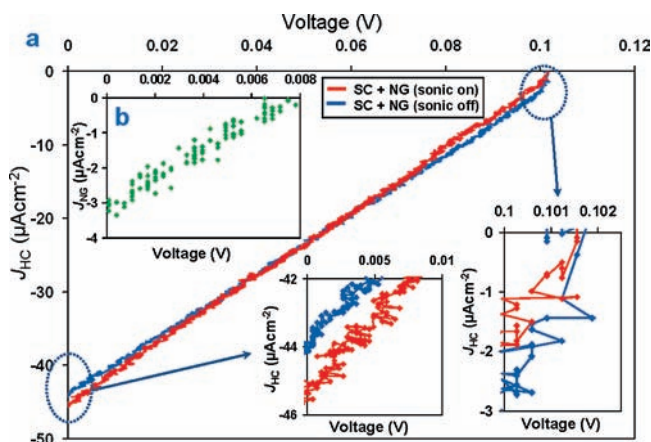 Voltage (V)
a
0 0.02 0.04 0.06 0.08 0.1 0.12
0
-10
-20
-30
-40
-50
J_HC (µAcm⁻²)
SC + NG (sonic on)
SC + NG (sonic off)
b
0 0.002 0.004 0.006 0.008
0
-1
-2
-3
-4
J_NG (µAcm⁻²)
Voltage (V)
0 0.005 0.01
-42
-44
-46
J_HC (µAcm⁻²)
Voltage (V)
0.1 0.101 0.102
0
-1
-2
-3
J_HC (µAcm⁻²)
Voltage (V)